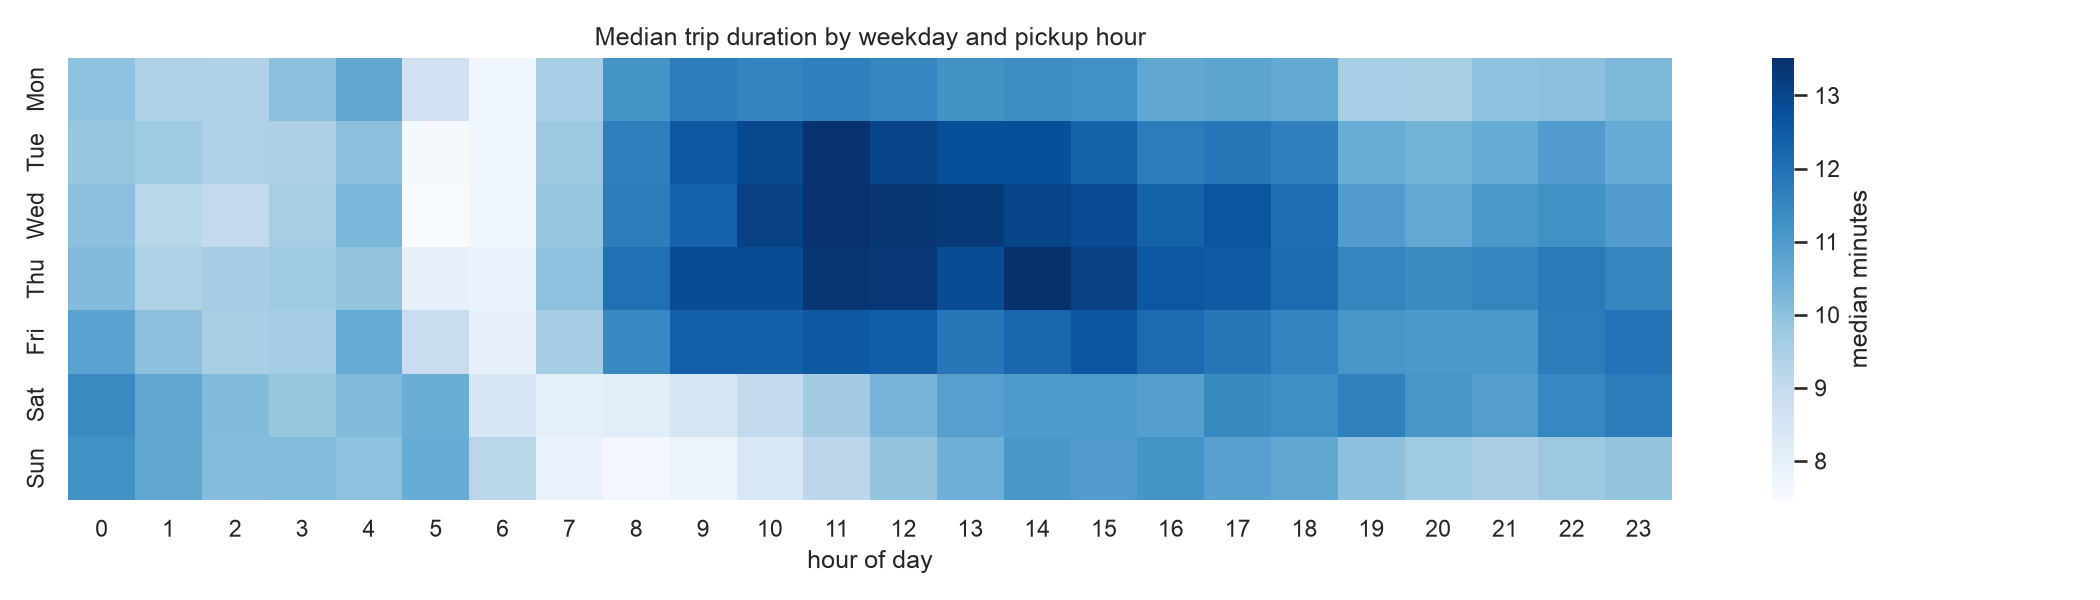 Median trip duration by weekday and pickup hour
Mon
Tue
Wed
Thu
Fri
Sat
Sun
0 1 2 3 4 5 6 7 8 9 10 11 12 13 14 15 16 17 18 19 20 21 22 23
hour of day
13
12
11
10
9
8
median minutes